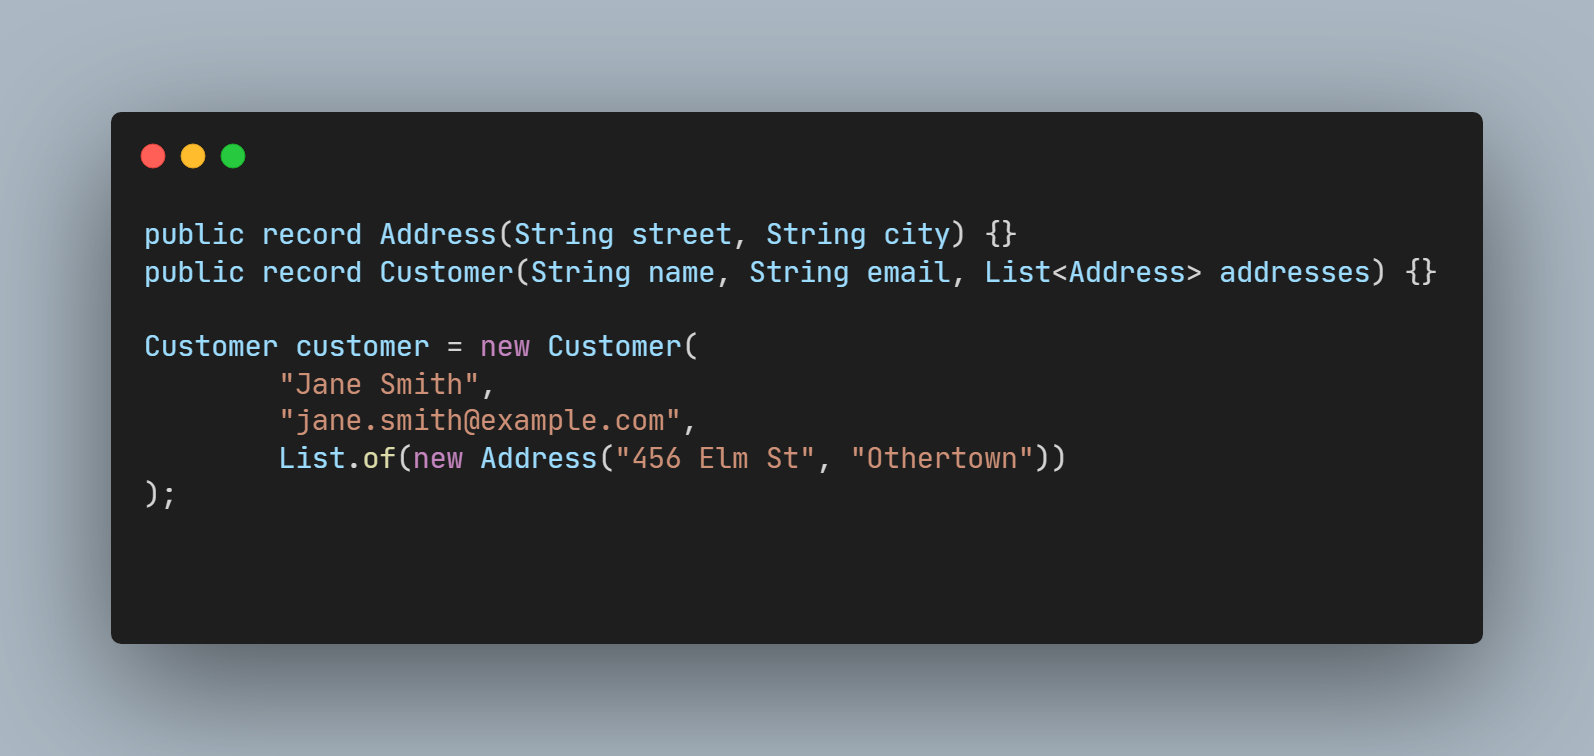 public record Address(String street, String city) {}
public record Customer(String name, String email, List<Address> addresses) {}
Customer customer = new Customer(
        "Jane Smith",
        "jane.smith@example.com",
        List.of(new Address("456 Elm St", "Othertown"))
);